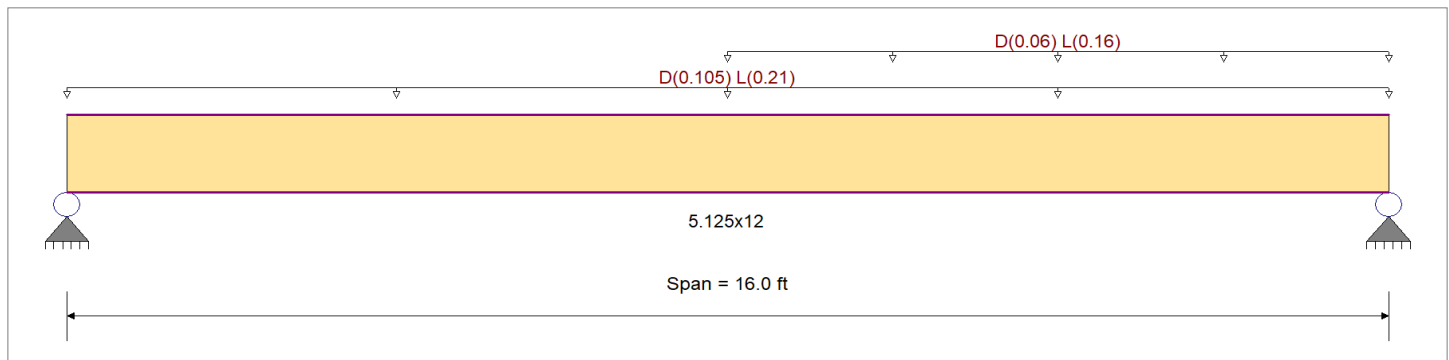 D(0.06) L(0.16)
D(0.105) L(0.21)
5.125x12
Span = 16.0 ft